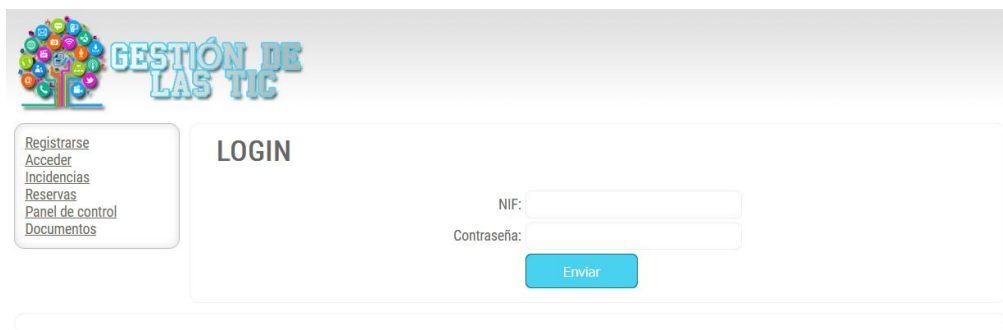 GESTIÓN DE
LAS TIC
Registrarse
Acceder
Incidencias
Reservas
Panel de control
Documentos
LOGIN
NIF:
Contraseña:
Enviar